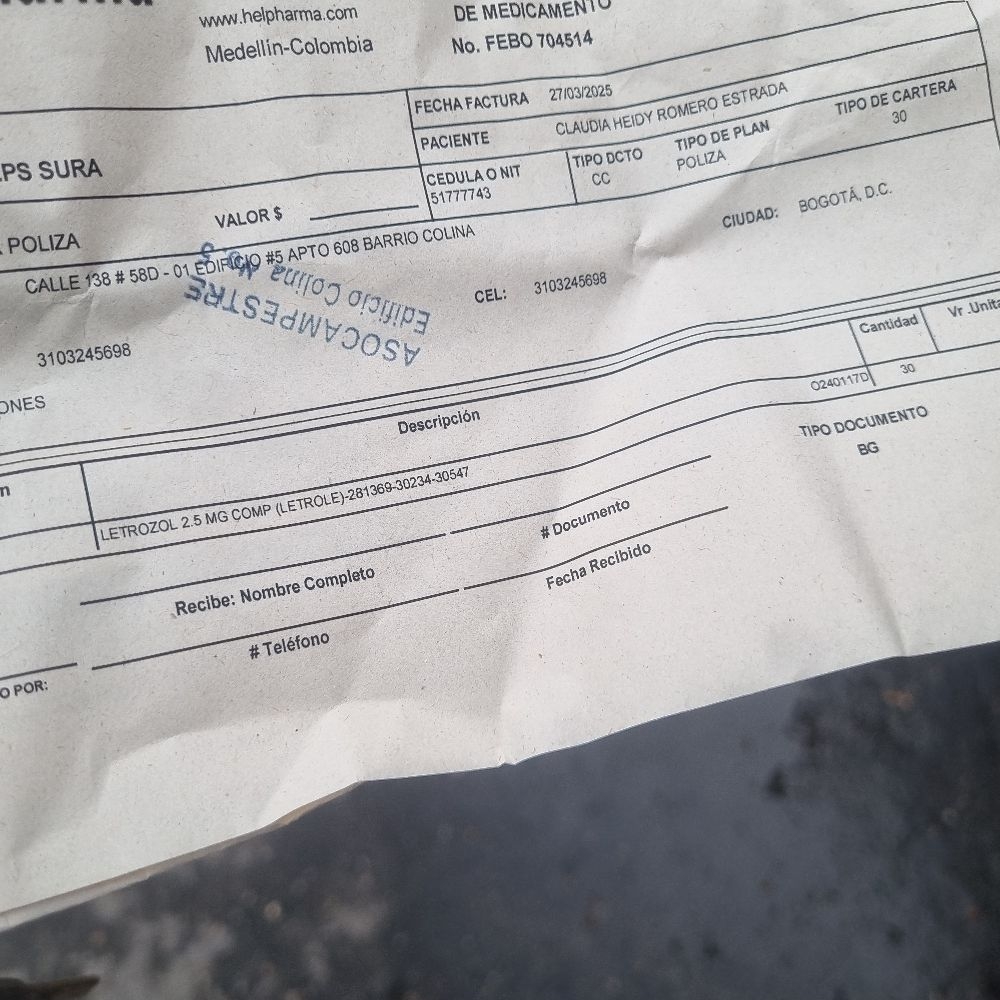 www.helpharma.com
Medellín-Colombia
DE MEDICAMENTO
No. FEBO 704514
FECHA FACTURA 27/03/2025
PACIENTE CLAUDIA HEIDY ROMERO ESTRADA
EPS SURA
CEDULA O NIT
51777743
TIPO DCTO
CC
TIPO DE PLAN
POLIZA
TIPO DE CARTERA
30
VALOR $
POLIZA
CALLE 138 # 58D - 01 EDIFICIO #5 APTO 608 BARRIO COLINA
CIUDAD: BOGOTÁ, D.C.
ASOCAMPESTRE
Edificio Colina No. 5
CEL: 3103245698
3103245698
ONES
Descripción
Cantidad
Vr .Unita
n
LETROZOL 2.5 MG COMP (LETROLE)-281369-30234-30547
O240117D
30
TIPO DOCUMENTO
BG
Recibe: Nombre Completo
# Documento
# Teléfono
Fecha Recibido
O POR: